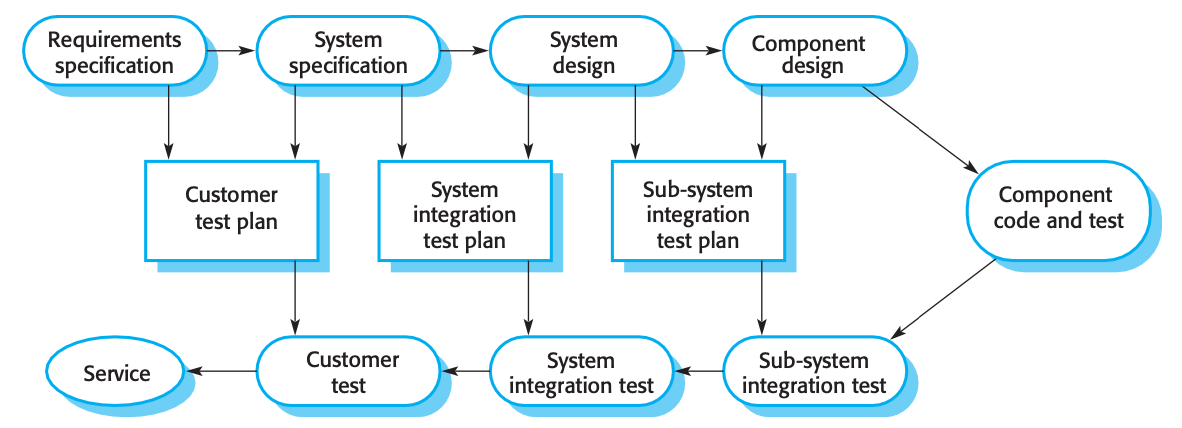 Requirements
specification
System
specification
System
design
Component
design
Customer
test plan
System
integration
test plan
Sub-system
integration
test plan
Component
code and test
Service
Customer
test
System
integration test
Sub-system
integration test